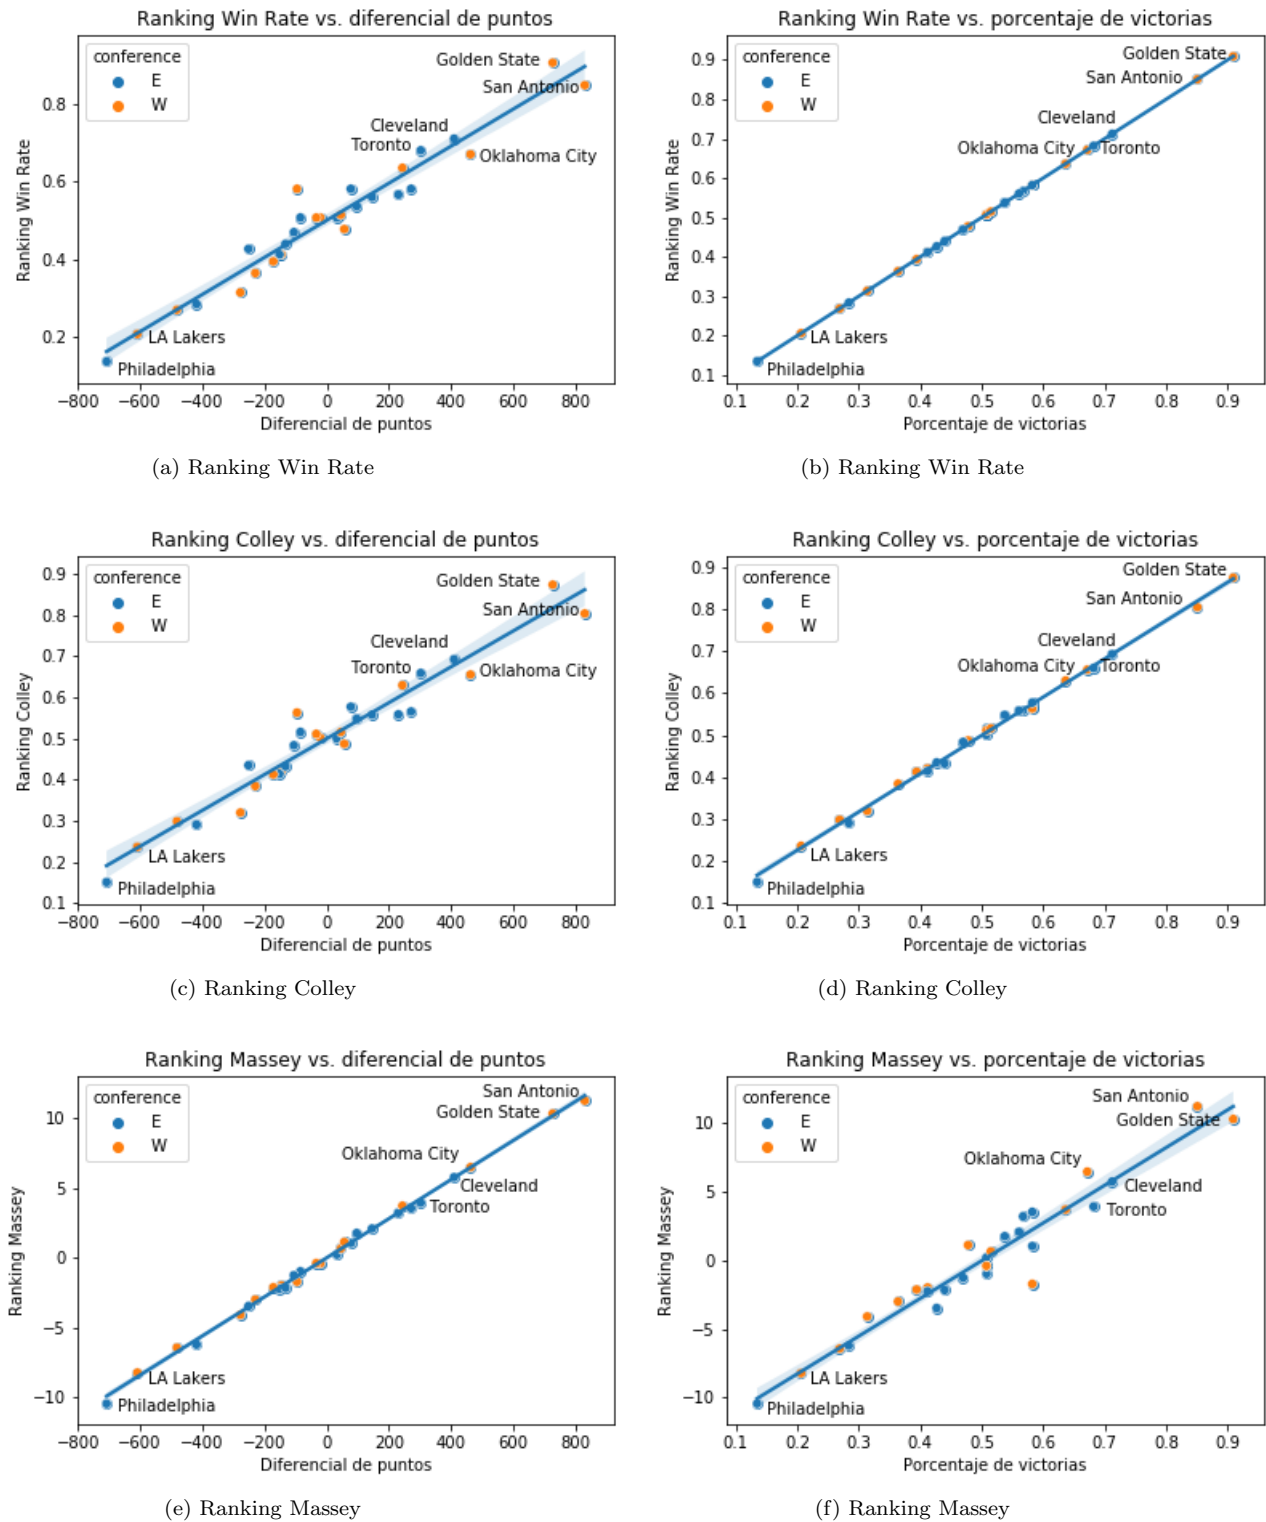 Ranking Win Rate vs. diferencial de puntos
conference
E
W
Golden State
San Antonio
Cleveland
Toronto
Oklahoma City
LA Lakers
Philadelphia
Ranking Win Rate
0.8
0.6
0.4
0.2
−800 −600 −400 −200 0 200 400 600 800
Diferencial de puntos
(a) Ranking Win Rate
Ranking Win Rate vs. porcentaje de victorias
conference
E
W
Golden State
San Antonio
Cleveland
Oklahoma City
Toronto
LA Lakers
Philadelphia
Ranking Win Rate
0.9
0.8
0.7
0.6
0.5
0.4
0.3
0.2
0.1
0.1 0.2 0.3 0.4 0.5 0.6 0.7 0.8 0.9
Porcentaje de victorias
(b) Ranking Win Rate
Ranking Colley vs. diferencial de puntos
conference
E
W
Golden State
San Antonio
Cleveland
Toronto
Oklahoma City
LA Lakers
Philadelphia
Ranking Colley
0.9
0.8
0.7
0.6
0.5
0.4
0.3
0.2
0.1
−800 −600 −400 −200 0 200 400 600 800
Diferencial de puntos
(c) Ranking Colley
Ranking Colley vs. porcentaje de victorias
conference
E
W
Golden State
San Antonio
Cleveland
Oklahoma City
Toronto
LA Lakers
Philadelphia
Ranking Colley
0.9
0.8
0.7
0.6
0.5
0.4
0.3
0.2
0.1
0.1 0.2 0.3 0.4 0.5 0.6 0.7 0.8 0.9
Porcentaje de victorias
(d) Ranking Colley
Ranking Massey vs. diferencial de puntos
conference
E
W
San Antonio
Golden State
Oklahoma City
Cleveland
Toronto
LA Lakers
Philadelphia
Ranking Massey
10
5
0
−5
−10
−800 −600 −400 −200 0 200 400 600 800
Diferencial de puntos
(e) Ranking Massey
Ranking Massey vs. porcentaje de victorias
conference
E
W
San Antonio
Golden State
Oklahoma City
Cleveland
Toronto
LA Lakers
Philadelphia
Ranking Massey
10
5
0
−5
−10
0.1 0.2 0.3 0.4 0.5 0.6 0.7 0.8 0.9
Porcentaje de victorias
(f) Ranking Massey